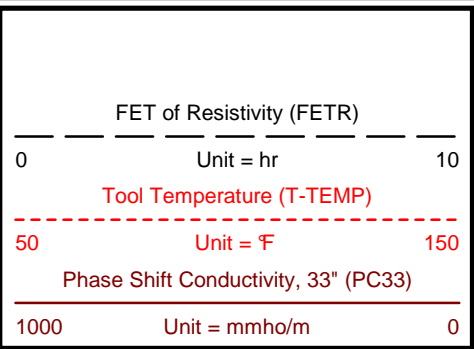 FET of Resistivity (FETR)
0 Unit = hr 10
Tool Temperature (T-TEMP)
50 Unit = °F 150
Phase Shift Conductivity, 33" (PC33)
1000 Unit = mmho/m 0